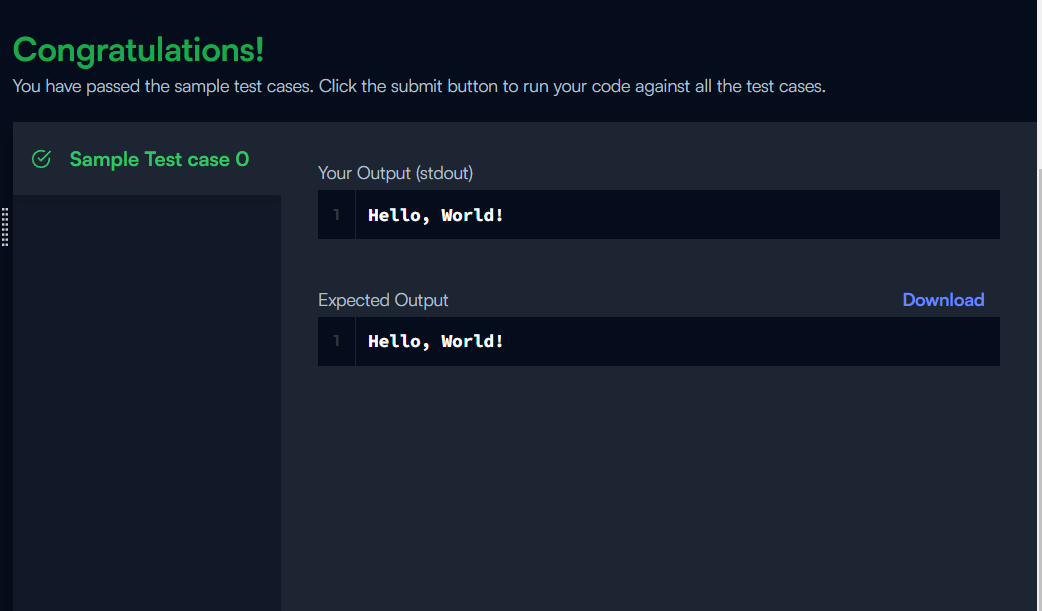 Congratulations!
You have passed the sample test cases. Click the submit button to run your code against all the test cases.
Sample Test case 0
Your Output (stdout)
1 Hello, World!
Expected Output Download
1 Hello, World!